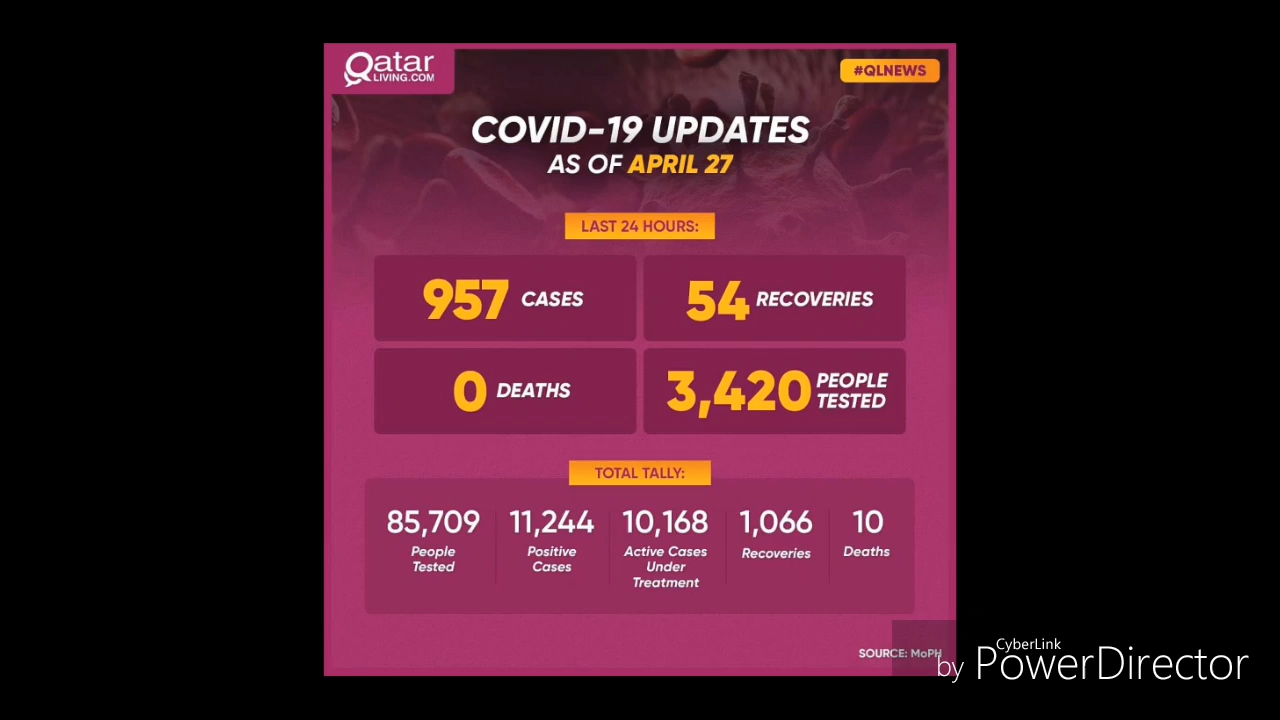 Qatar
LIVING.COM
#QLNEWS
COVID-19 UPDATES
AS OF APRIL 27
LAST 24 HOURS:
957 CASES
54 RECOVERIES
0 DEATHS
3,420 PEOPLE
TESTED
TOTAL TALLY:
85,709
People
Tested
11,244
Positive
Cases
10,168
Active Cases
Under
Treatment
1,066
Recoveries
10
Deaths
SOURCE: MoPH
CyberLink
by PowerDirector